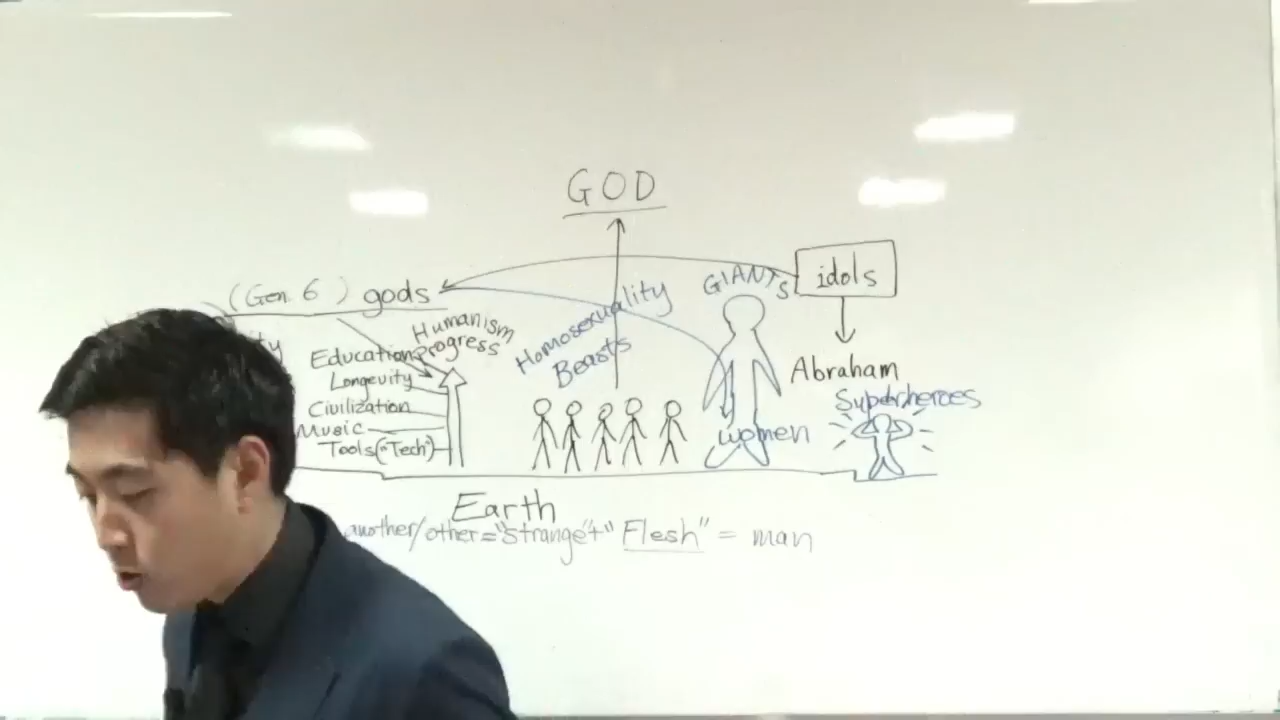 GOD
idols
(Gen. 6) gods
GIANTS
Humanism
Progress
Homosexuality
Beasts
Education
Longevity
Civilization
Music
Tools("Tech")
Abraham
Superheroes
women
Earth
another/other="strange"+"Flesh" = man